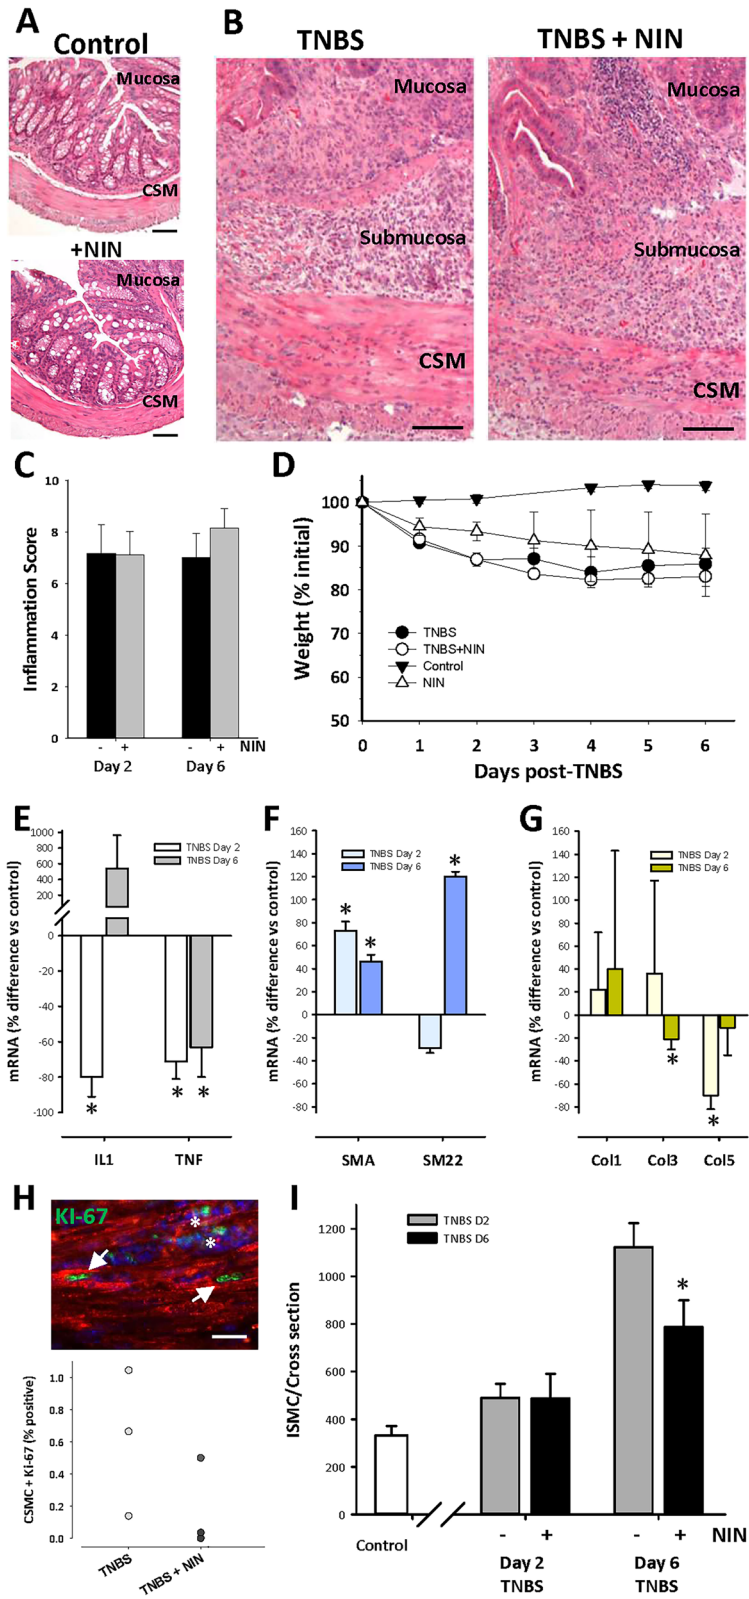 A
Control
Mucosa
CSM
+NIN
Mucosa
CSM
B
TNBS
TNBS + NIN
Mucosa
Submucosa
CSM
Mucosa
Submucosa
CSM
C
Inflammation Score
10
8
6
4
2
0
- + - + NIN
Day 2 Day 6
D
Weight (% initial)
100
90
80
70
60
50
TNBS
TNBS+NIN
Control
NIN
0 1 2 3 4 5 6
Days post-TNBS
E
mRNA (% difference vs control)
1000
800
600
400
200
0
-20
-40
-60
-80
-100
TNBS Day 2
TNBS Day 6
* * *
IL1 TNF
F
mRNA (% difference vs control)
160
140
120
100
80
60
40
20
0
-20
-40
-60
-80
TNBS Day 2
TNBS Day 6
* * *
SMA SM22
G
mRNA (% difference vs control)
160
140
120
100
80
60
40
20
0
-20
-40
-60
-80
TNBS Day 2
TNBS Day 6
* *
Col1 Col3 Col5
H
KI-67
*
*
CSMC + Ki-67 (% positive)
1.0
0.8
0.6
0.4
0.2
0.0
TNBS
TNBS + NIN
I
ISMC/Cross section
1200
1000
800
600
400
200
0
TNBS D2
TNBS D6
*
Control
- + - + NIN
Day 2 Day 6
TNBS TNBS